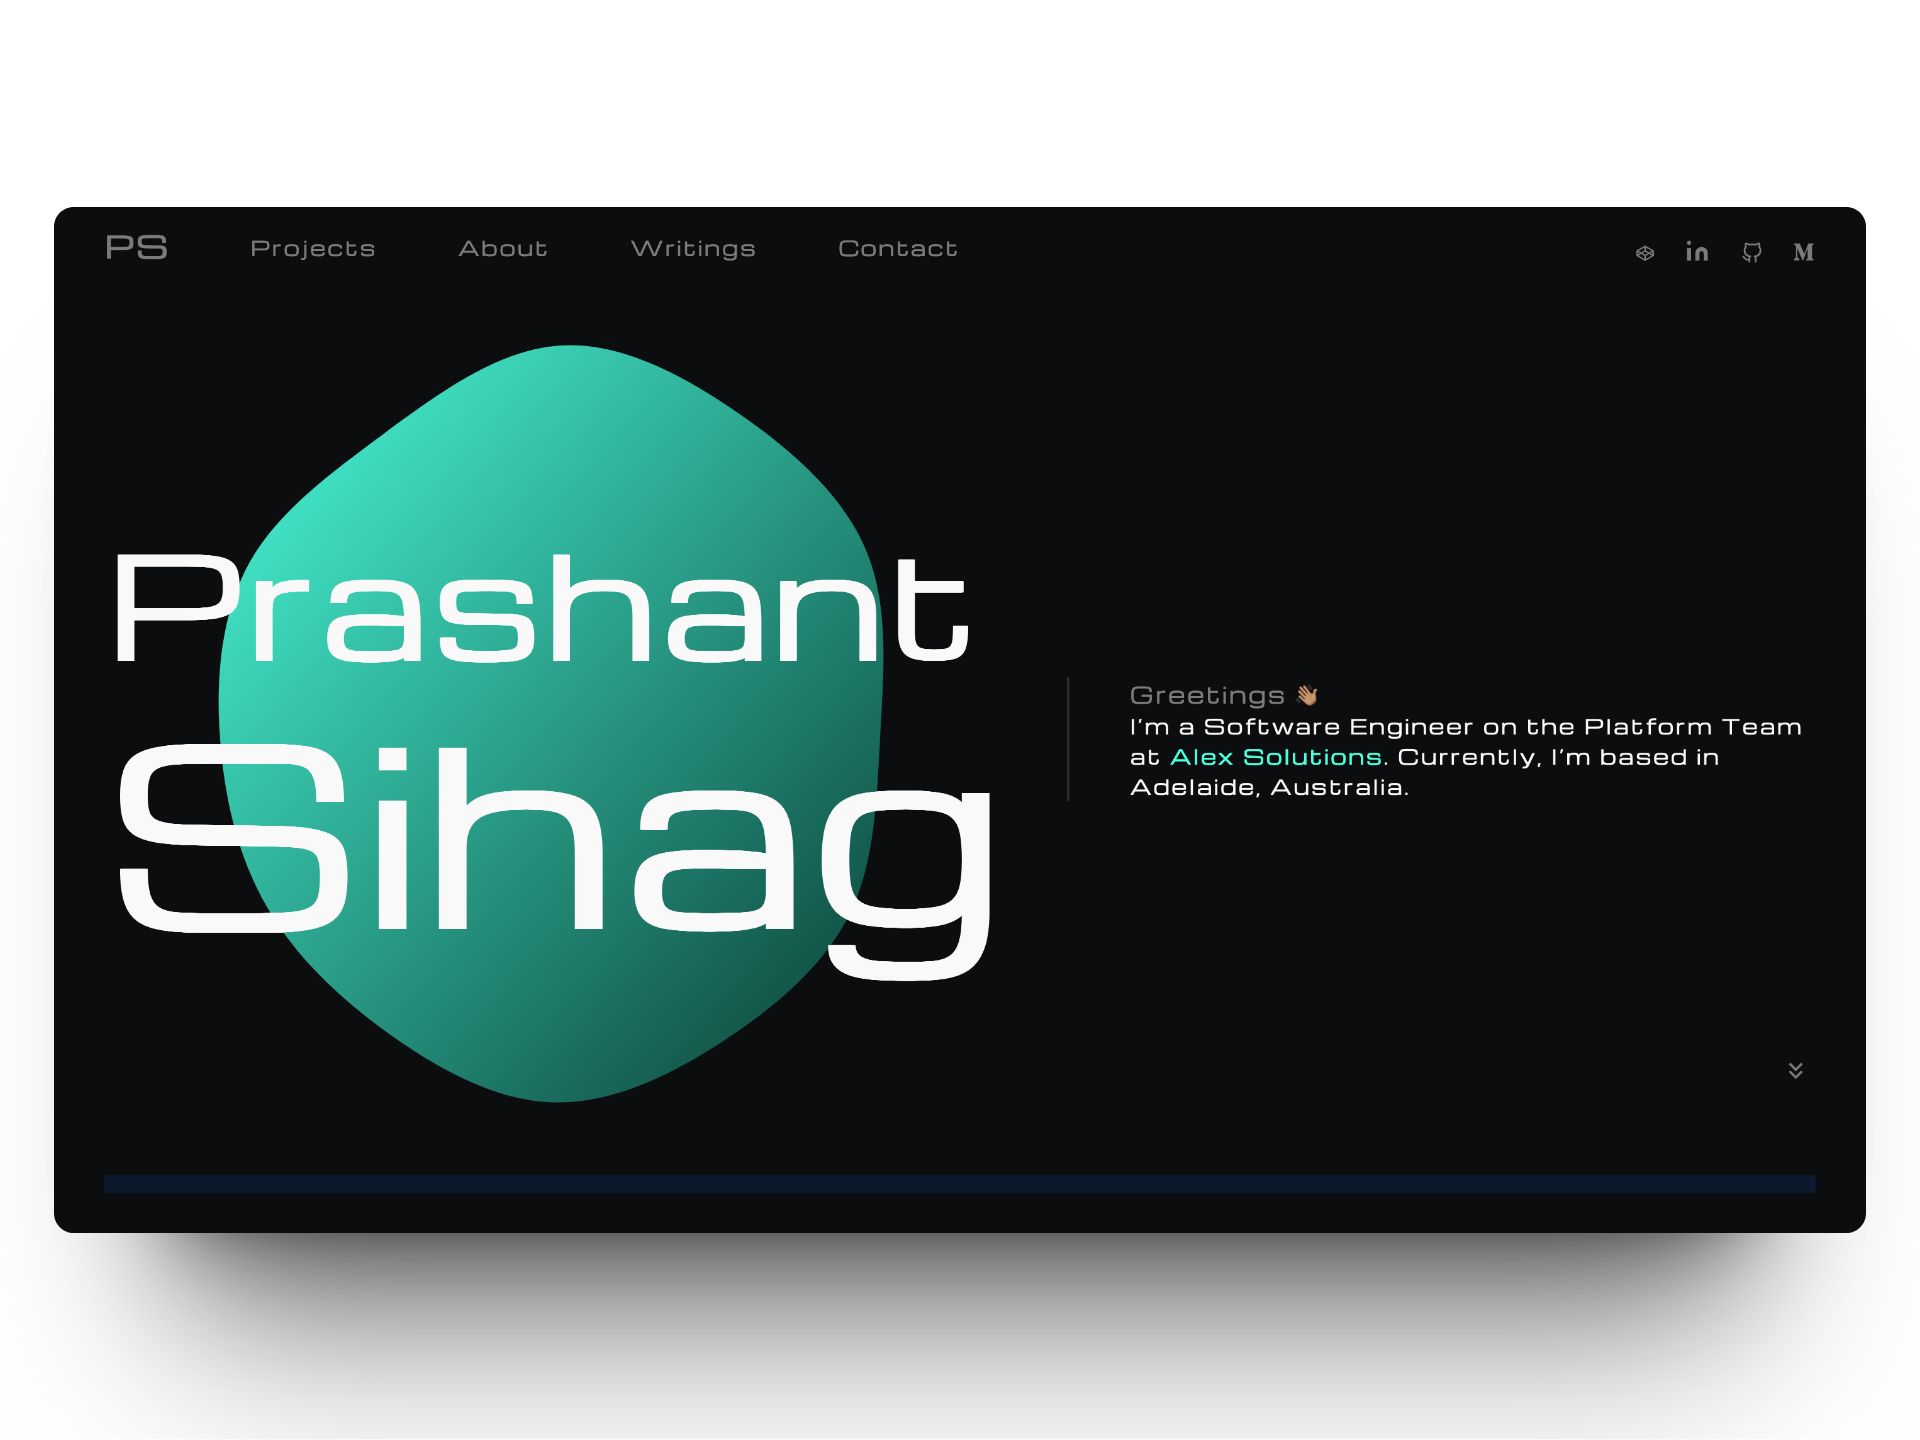 PS Projects About Writings Contact
Prashant
Sihag
Greetings 👋🏽
I'm a Software Engineer on the Platform Team
at Alex Solutions. Currently, I'm based in
Adelaide, Australia.